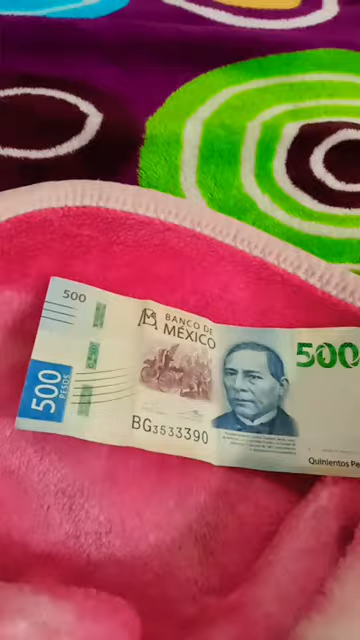 500
BANCO DE
MÉXICO
500
500
PESOS
BG3533390
Quinientos Pe